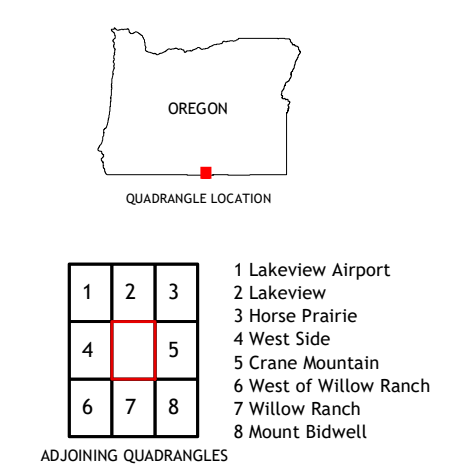 OREGON
QUADRANGLE LOCATION
1 2 3
4 5
6 7 8
1 Lakeview Airport
2 Lakeview
3 Horse Prairie
4 West Side
5 Crane Mountain
6 West of Willow Ranch
7 Willow Ranch
8 Mount Bidwell
ADJOINING QUADRANGLES